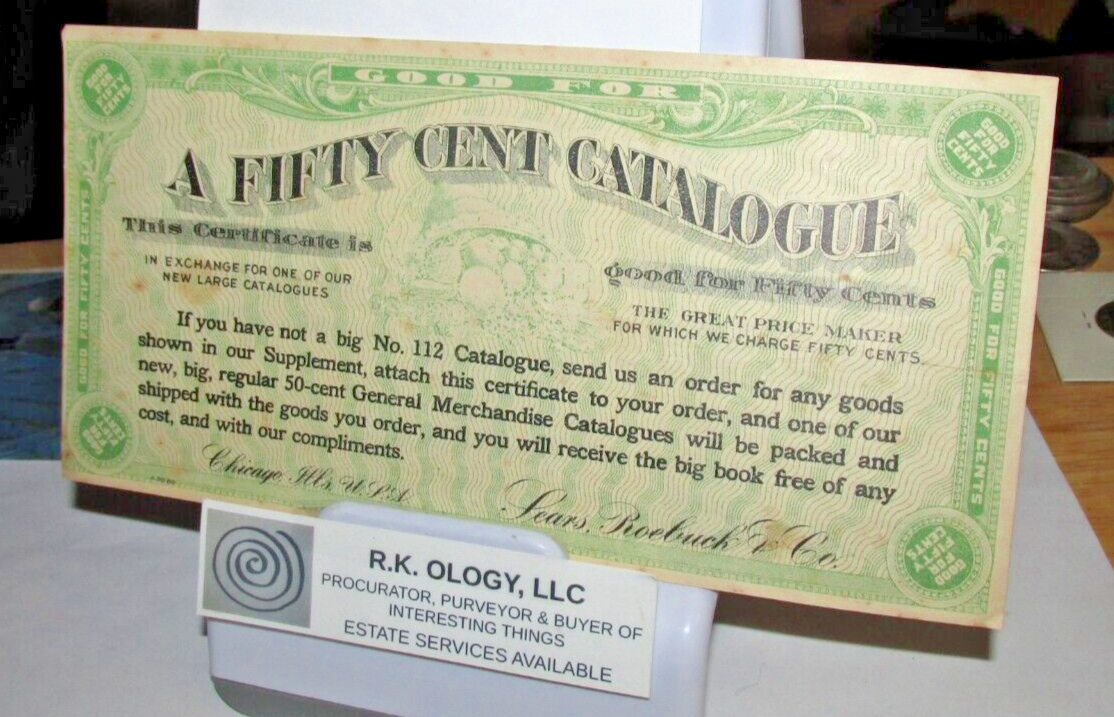 GOOD FOR
GOOD
FOR
FIFTY
CENTS
GOOD
FOR
FIFTY
CENTS
A FIFTY CENT CATALOGUE
This Certificate is
good for Fifty Cents
IN EXCHANGE FOR ONE OF OUR
NEW LARGE CATALOGUES
THE GREAT PRICE MAKER
FOR WHICH WE CHARGE FIFTY CENTS
GOOD FOR FIFTY CENTS
GOOD FOR FIFTY CENTS
If you have not a big No. 112 Catalogue, send us an order for any goods
shown in our Supplement, attach this certificate to your order, and one of our
new, big, regular 50-cent General Merchandise Catalogues will be packed and
shipped with the goods you order, and you will receive the big book free of any
cost, and with our compliments.
Chicago, Ills. U.S.A.
Sears, Roebuck & Co.
GOOD
FOR
FIFTY
CENTS
GOOD
FOR
FIFTY
CENTS
R.K. OLOGY, LLC
PROCURATOR, PURVEYOR & BUYER OF
INTERESTING THINGS
ESTATE SERVICES AVAILABLE